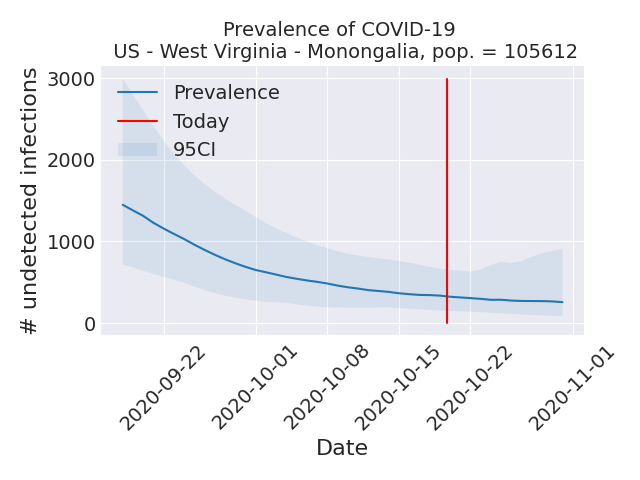 Prevalence of COVID-19
US - West Virginia - Monongalia, pop. = 105612
# undetected infections
3000
2000
1000
0
Prevalence
Today
95CI
2020-09-22
2020-10-01
2020-10-08
2020-10-15
2020-10-22
2020-11-01
Date